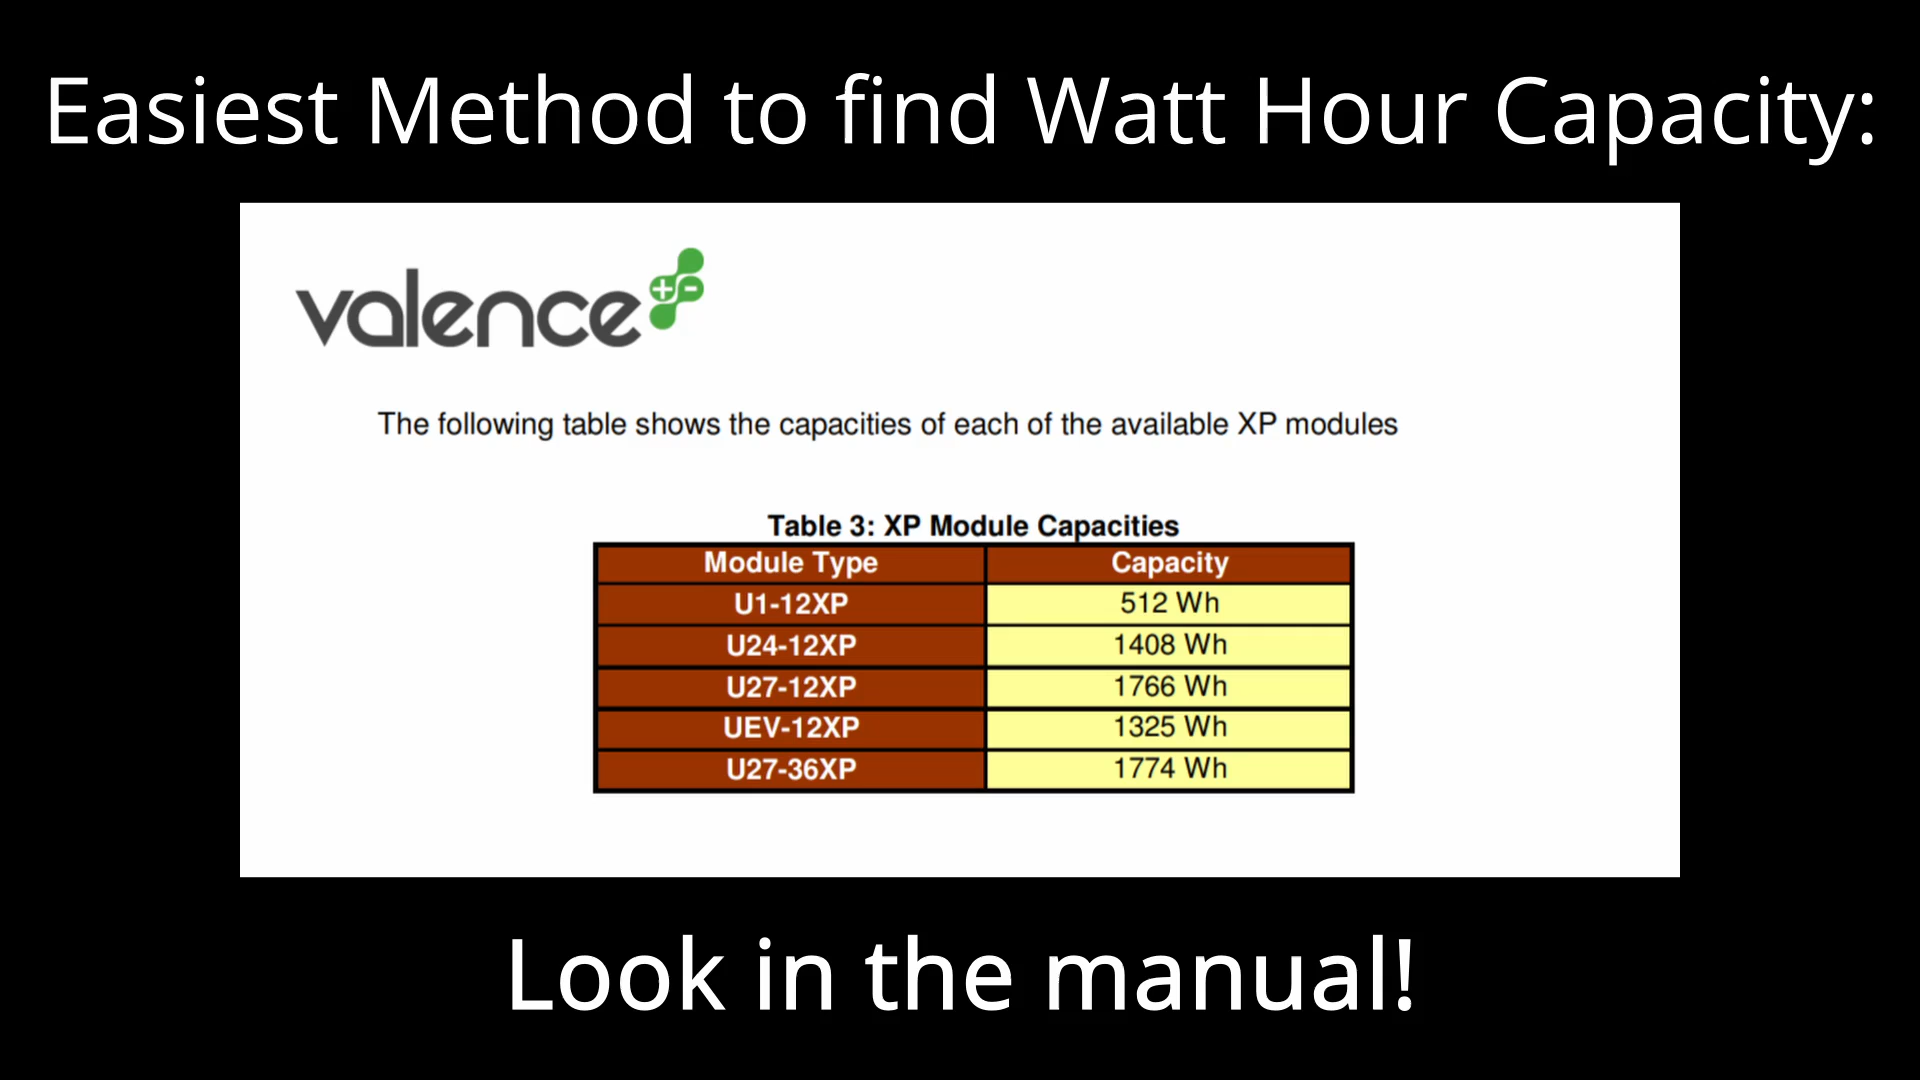 Easiest Method to find Watt Hour Capacity:
valence
The following table shows the capacities of each of the available XP modules
Table 3: XP Module Capacities
Module Type Capacity
U1-12XP 512 Wh
U24-12XP 1408 Wh
U27-12XP 1766 Wh
UEV-12XP 1325 Wh
U27-36XP 1774 Wh
Look in the manual!